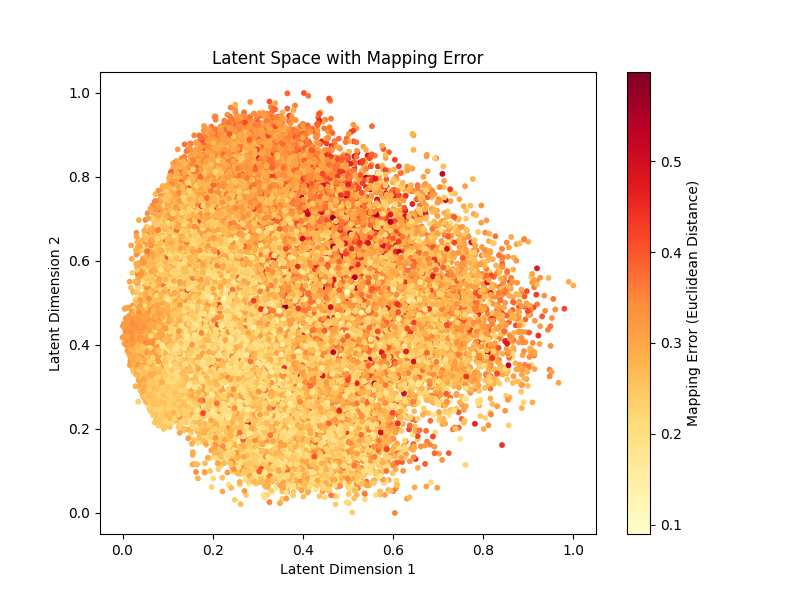 Latent Space with Mapping Error
1.0
0.8
0.6
0.4
0.2
0.0
Latent Dimension 2
0.0 0.2 0.4 0.6 0.8 1.0
Latent Dimension 1
0.5
0.4
0.3
0.2
0.1
Mapping Error (Euclidean Distance)